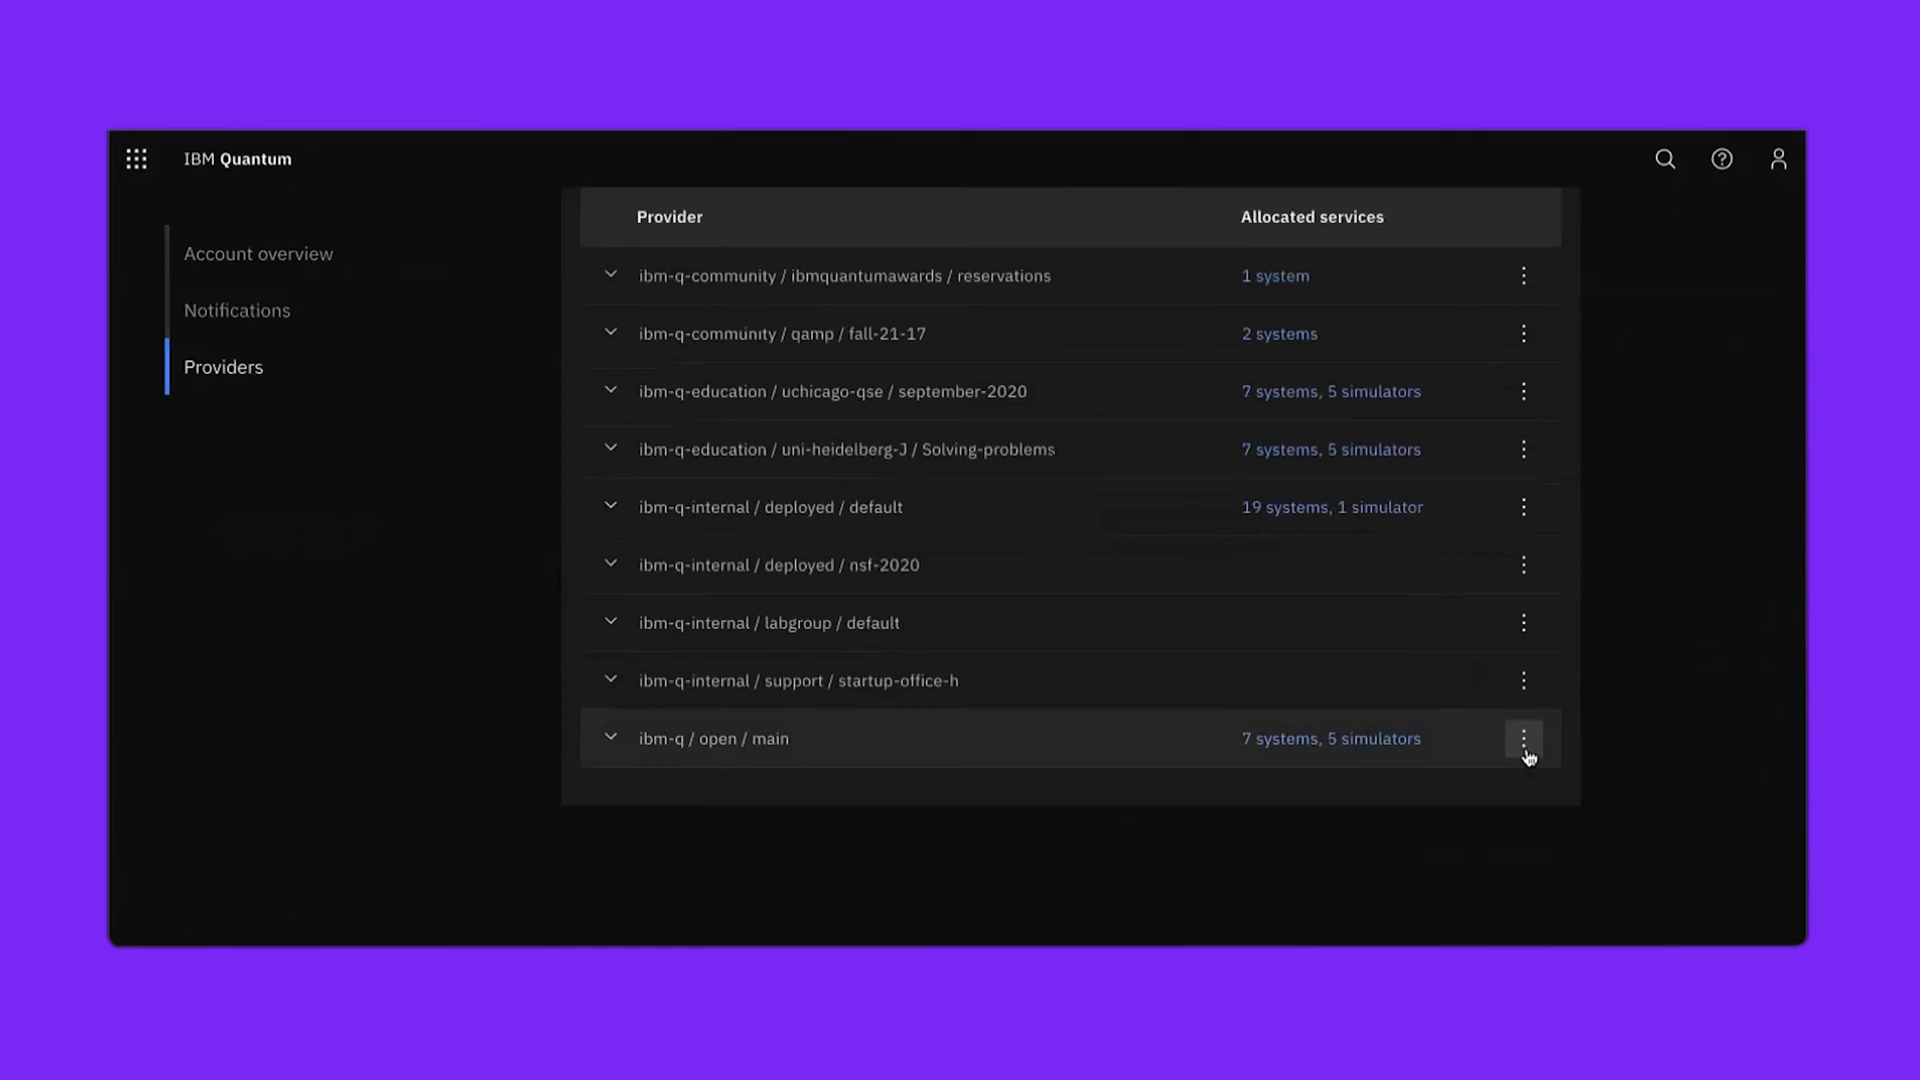 IBM Quantum
Account overview
Notifications
Providers
Provider Allocated services
ibm-q-community / ibmquantumawards / reservations 1 system
ibm-q-community / qamp / fall-21-17 2 systems
ibm-q-education / uchicago-qse / september-2020 7 systems, 5 simulators
ibm-q-education / uni-heidelberg-J / Solving-problems 7 systems, 5 simulators
ibm-q-internal / deployed / default 19 systems, 1 simulator
ibm-q-internal / deployed / nsf-2020
ibm-q-internal / labgroup / default
ibm-q-internal / support / startup-office-h
ibm-q / open / main 7 systems, 5 simulators